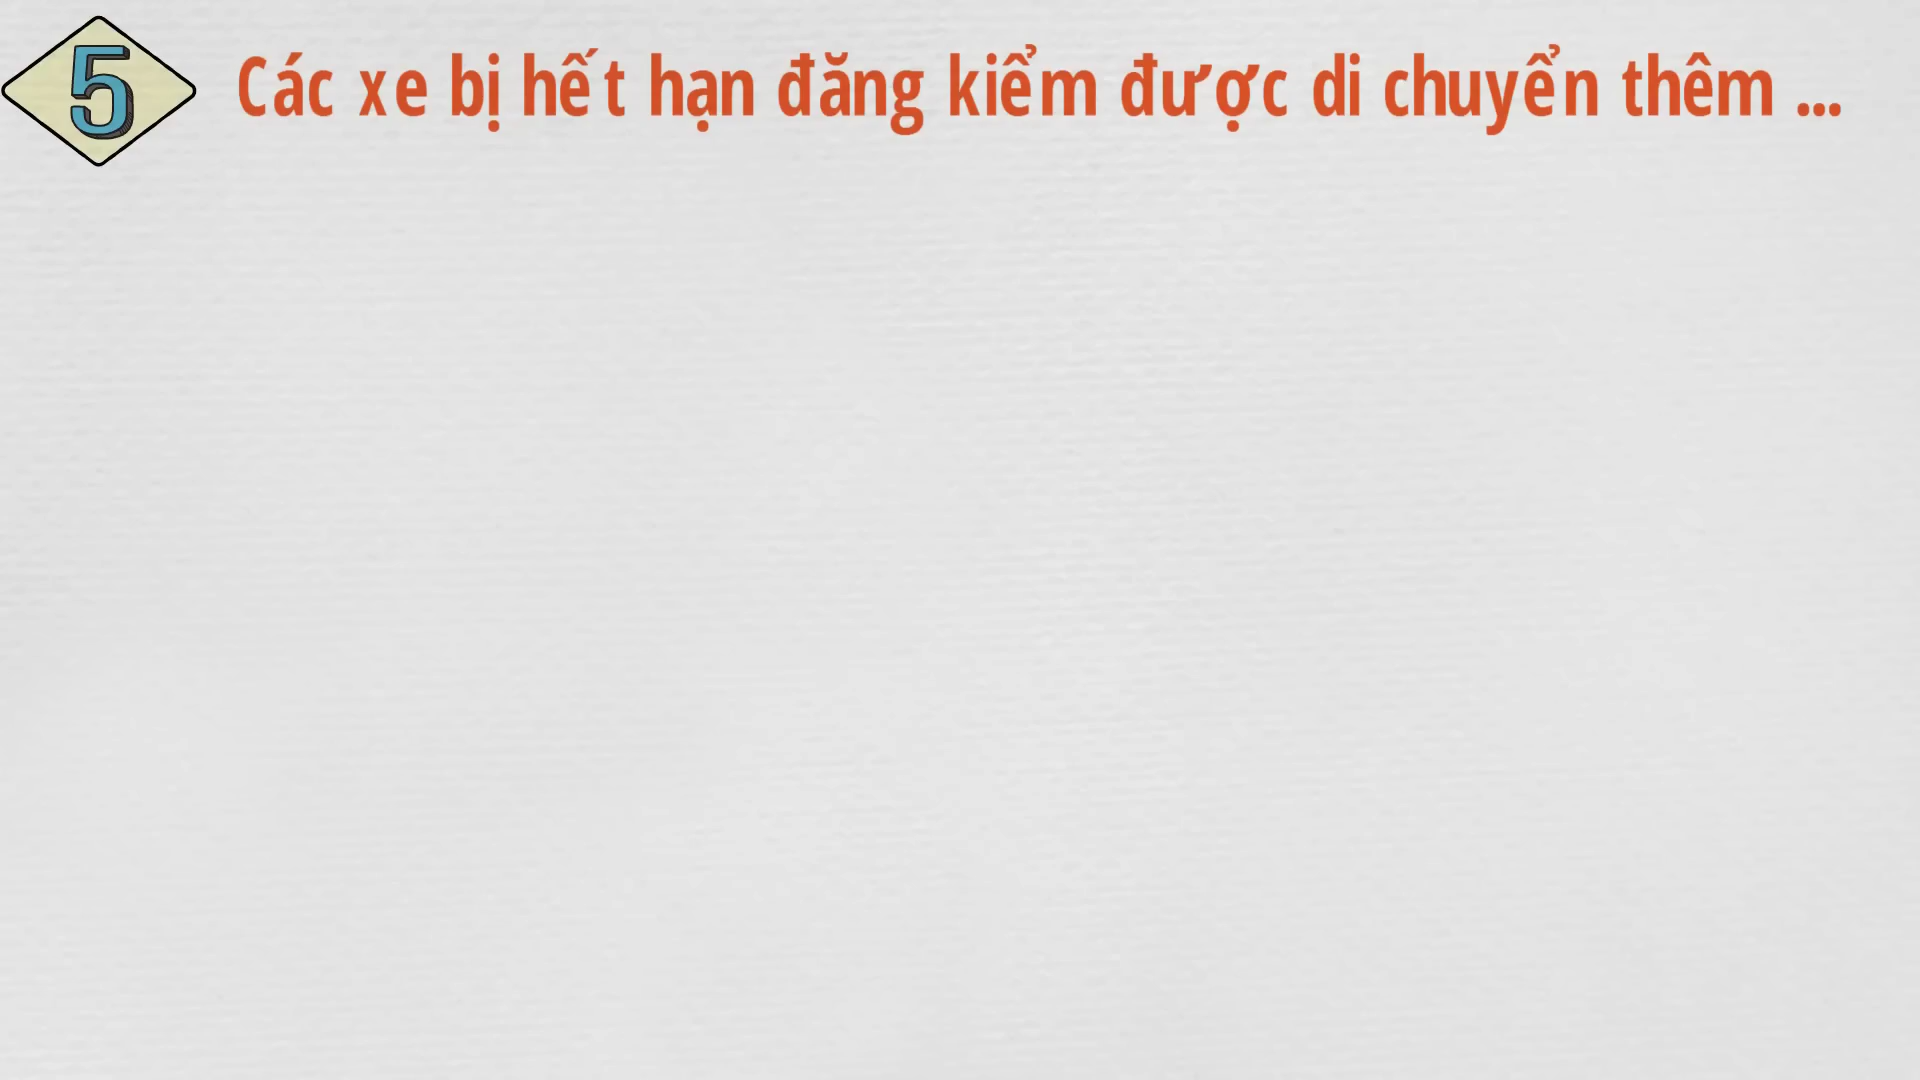 5 Các xe bị hết hạn đăng kiểm được di chuyển thêm ...